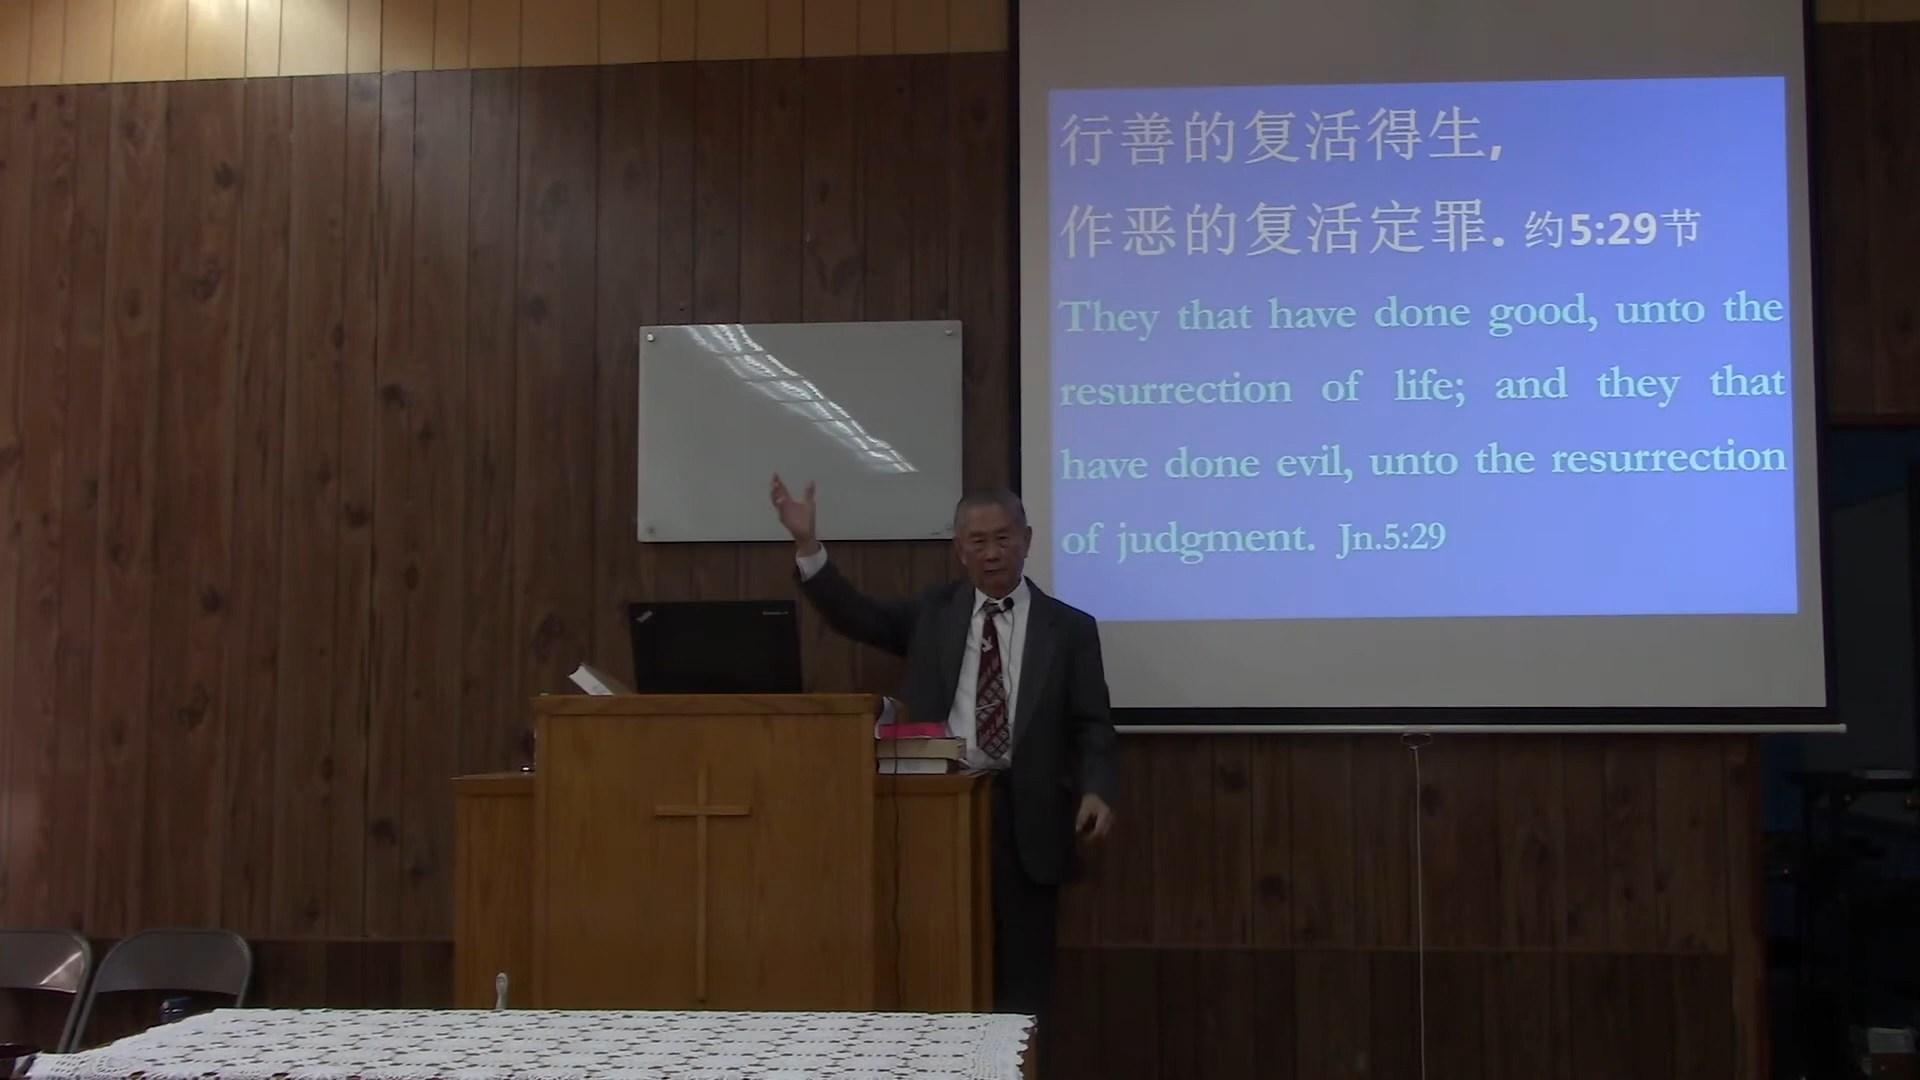 行善的复活得生,
作恶的复活定罪. 约5:29节
They that have done good, unto the
resurrection of life; and they that
have done evil, unto the resurrection
of judgment. Jn.5:29